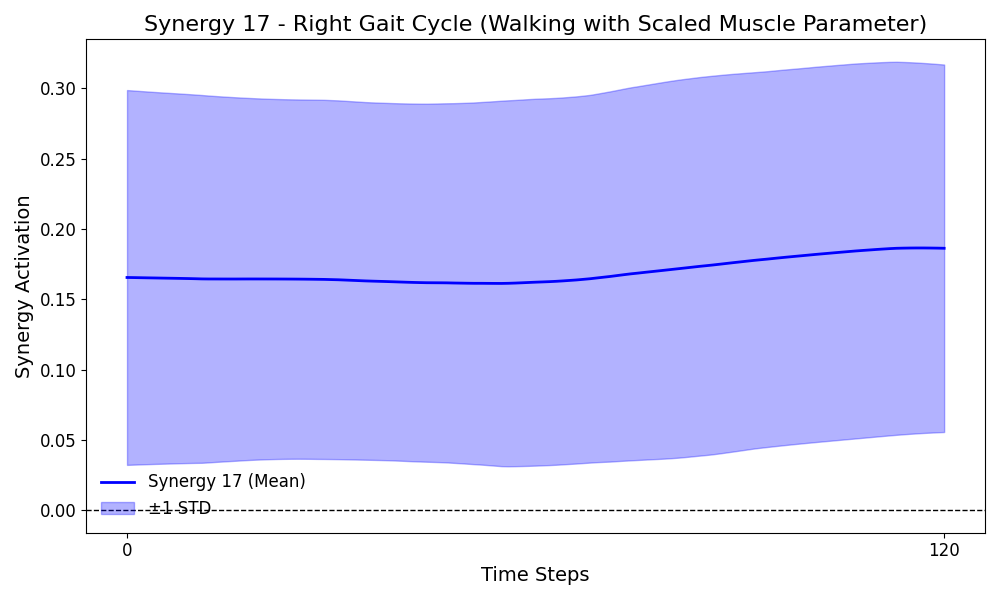 Synergy 17 - Right Gait Cycle (Walking with Scaled Muscle Parameter)
Synergy Activation
0.30
0.25
0.20
0.15
0.10
0.05
0.00
Synergy 17 (Mean)
±1 STD
0
120
Time Steps